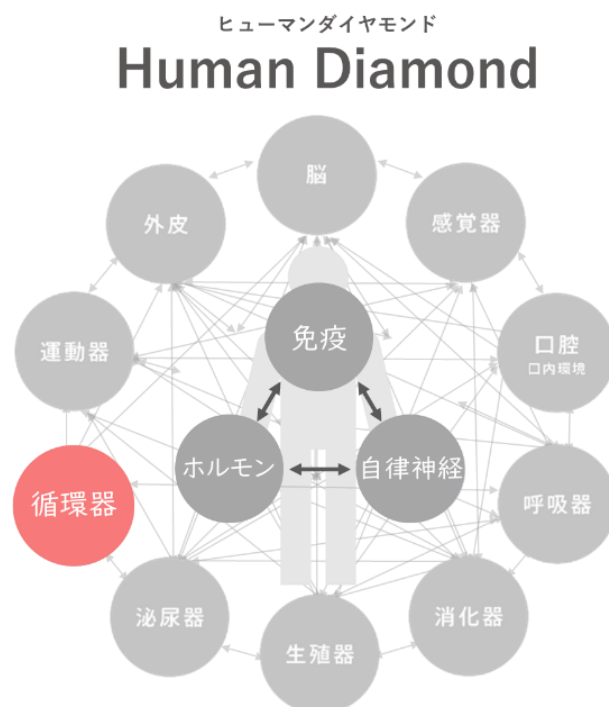 ヒューマンダイヤモンド
Human Diamond
脳
外皮
感覚器
免疫
運動器
口腔
口内環境
ホルモン
自律神経
循環器
呼吸器
泌尿器
消化器
生殖器